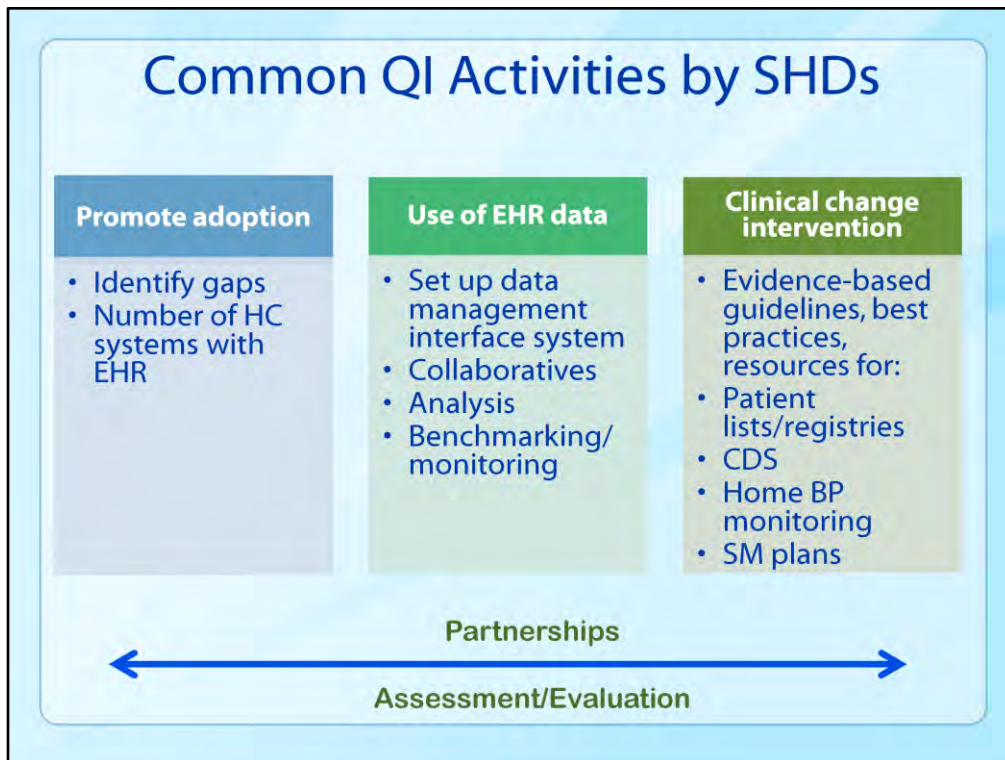 Common QI Activities by SHDs
Promote adoption
• Identify gaps
• Number of HC
systems with
EHR
Use of EHR data
• Set up data
management
interface system
• Collaboratives
• Analysis
• Benchmarking/
monitoring
Clinical change
intervention
• Evidence-based
guidelines, best
practices,
resources for:
• Patient
lists/registries
• CDS
• Home BP
monitoring
• SM plans
Partnerships
Assessment/Evaluation